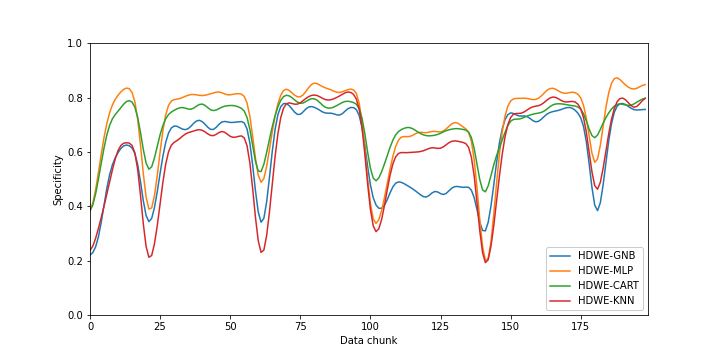 1.0
0.8
0.6
0.4
0.2
0.0
Specificity
0 25 50 75 100 125 150 175
Data chunk
HDWE-GNB
HDWE-MLP
HDWE-CART
HDWE-KNN